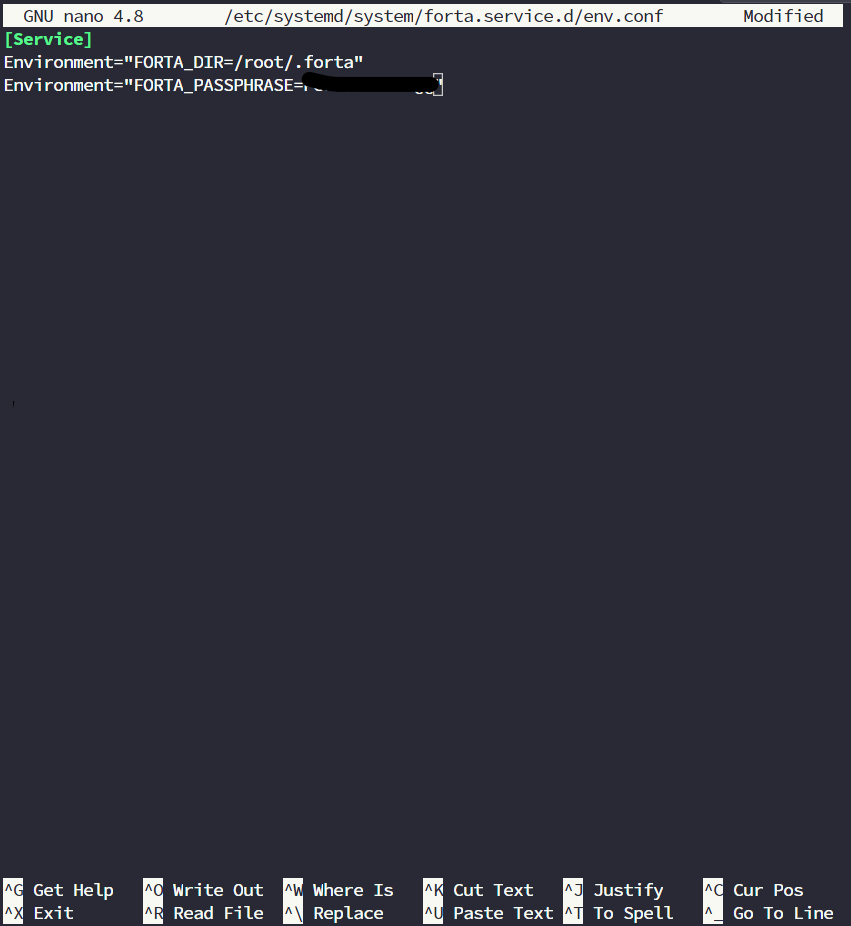 GNU nano 4.8 /etc/systemd/system/forta.service.d/env.conf Modified
[Service]
Environment="FORTA_DIR=/root/.forta"
Environment="FORTA_PASSPHRASE=
^G Get Help ^O Write Out ^W Where Is ^K Cut Text ^J Justify ^C Cur Pos
^X Exit ^R Read File ^\ Replace ^U Paste Text ^T To Spell ^_ Go To Line